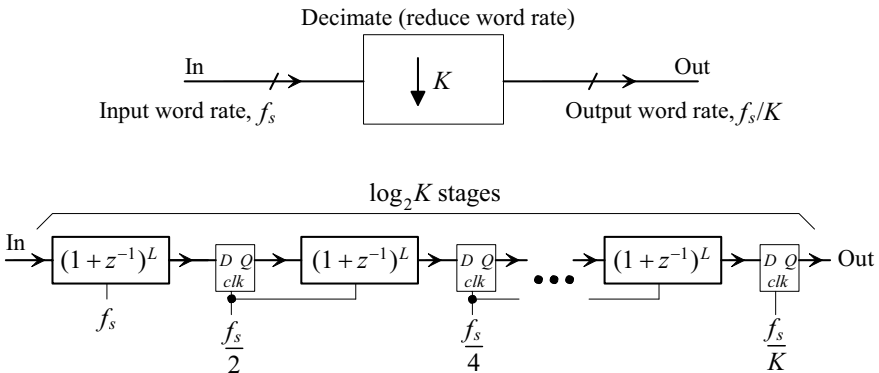 Decimate (reduce word rate)
In
K
Out
Input word rate, f_s
Output word rate, f_s/K
log_2 K stages
In
(1 + z^{-1})^L
D Q
clk
(1 + z^{-1})^L
D Q
clk
(1 + z^{-1})^L
D Q
clk
Out
f_s
f_s/2
f_s/4
f_s/K